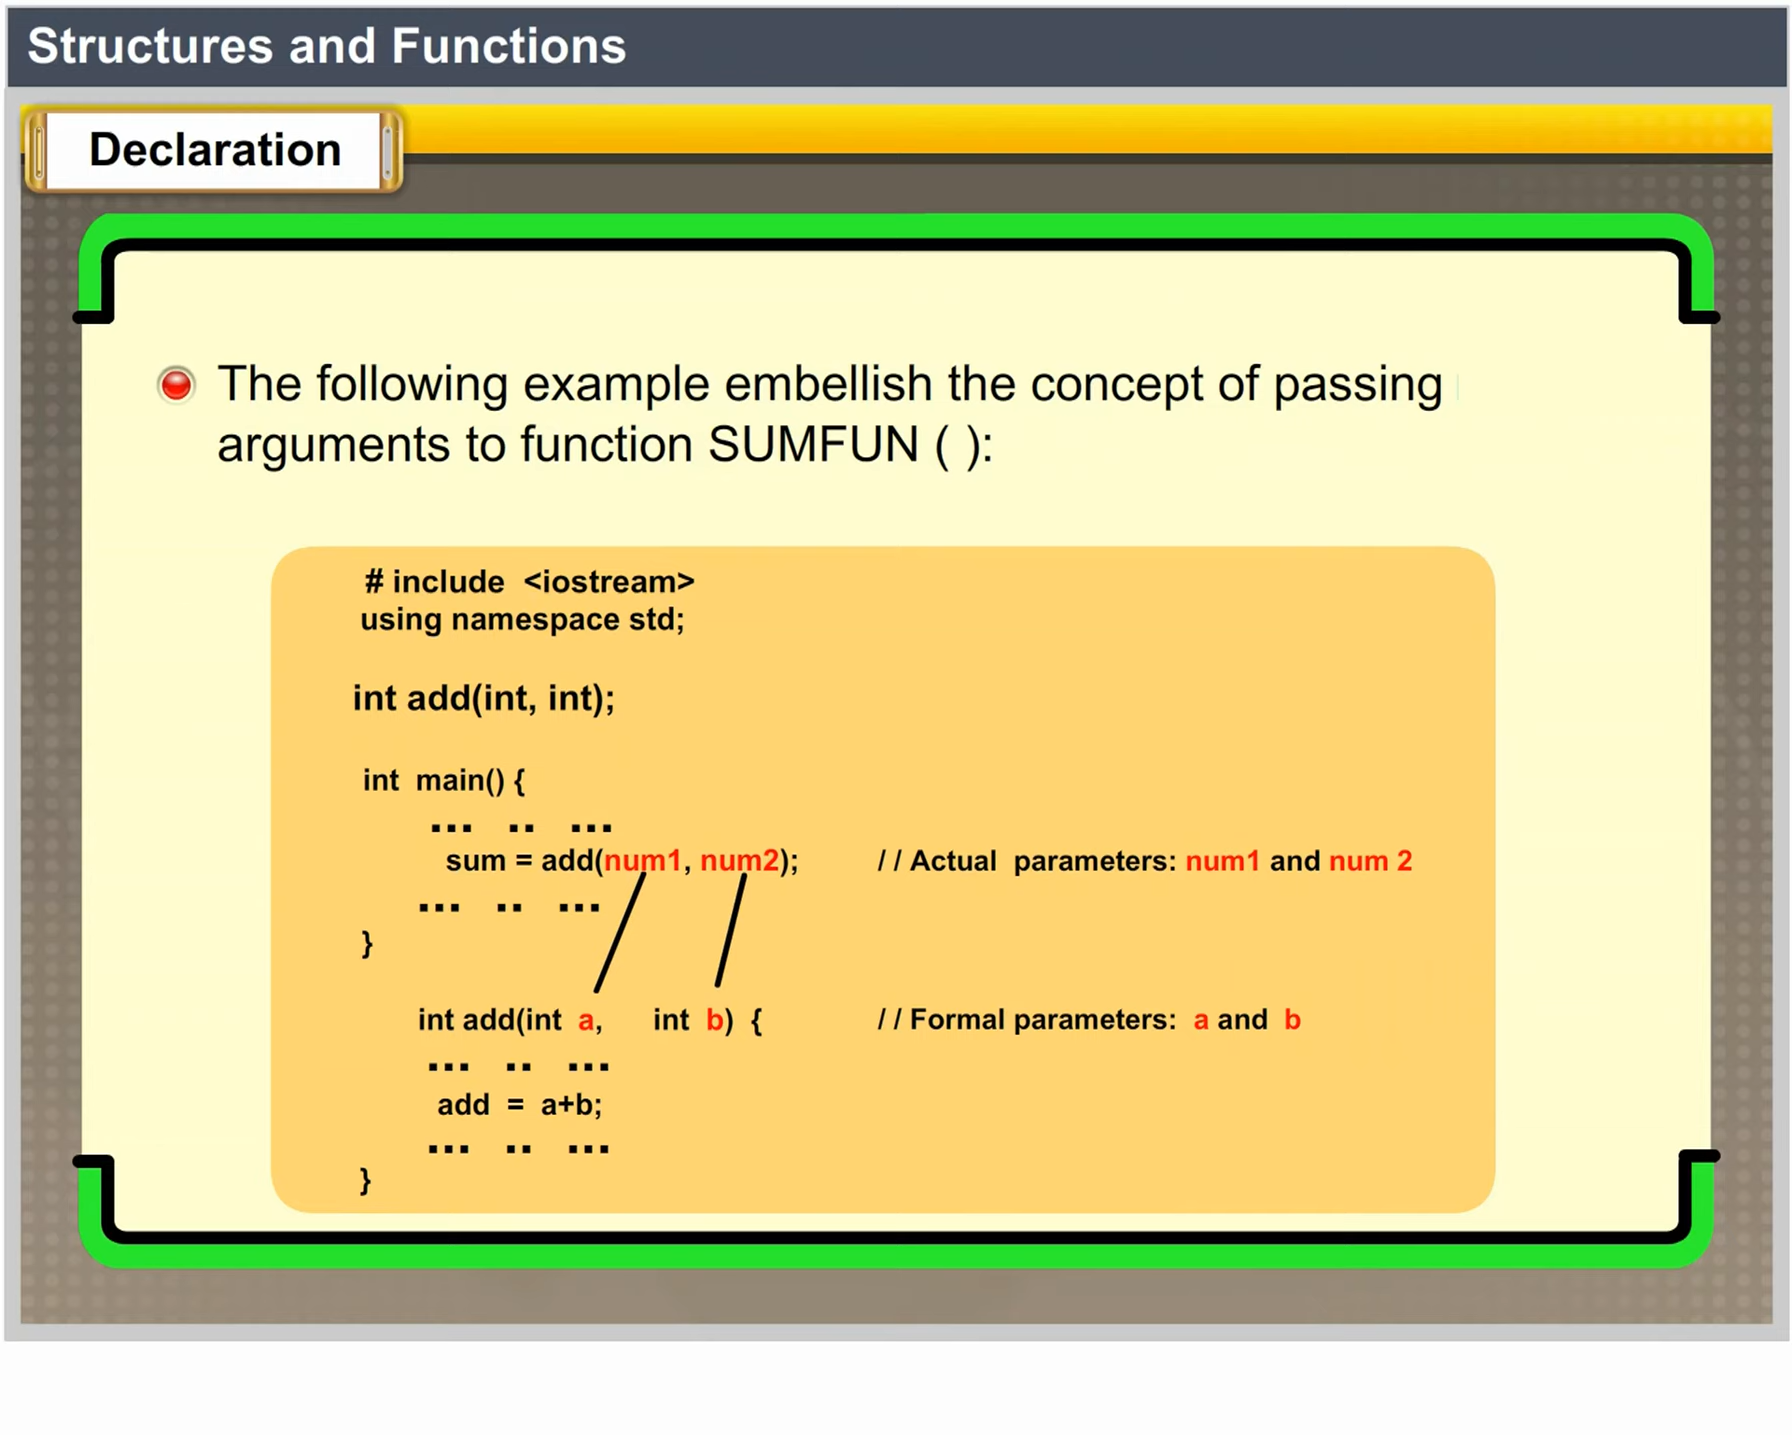 Structures and Functions
Declaration
The following example embellish the concept of passing
arguments to function SUMFUN ( ):
# include <iostream>
using namespace std;
int add(int, int);
int main() {
... .. ...
sum = add(num1, num2); // Actual parameters: num1 and num 2
... .. ...
}
int add(int a, int b) { // Formal parameters: a and b
... .. ...
add = a+b;
... .. ...
}